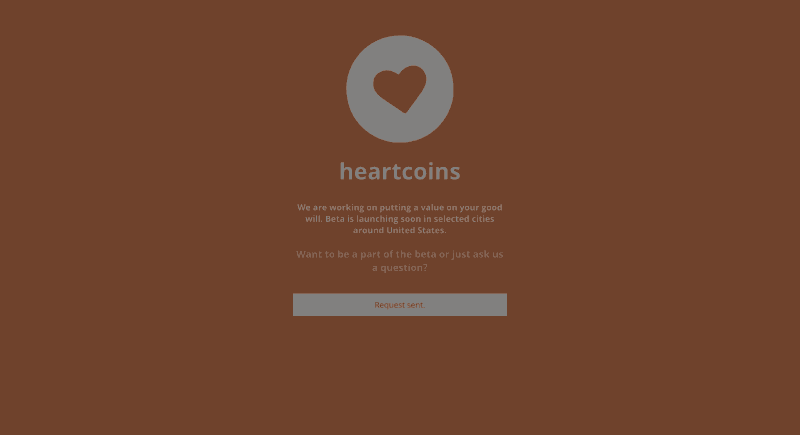 heartcoins
We are working on putting a value on your good
will. Beta is launching soon in selected cities
around United States.
Want to be a part of the beta or just ask us
a question?
Request sent.